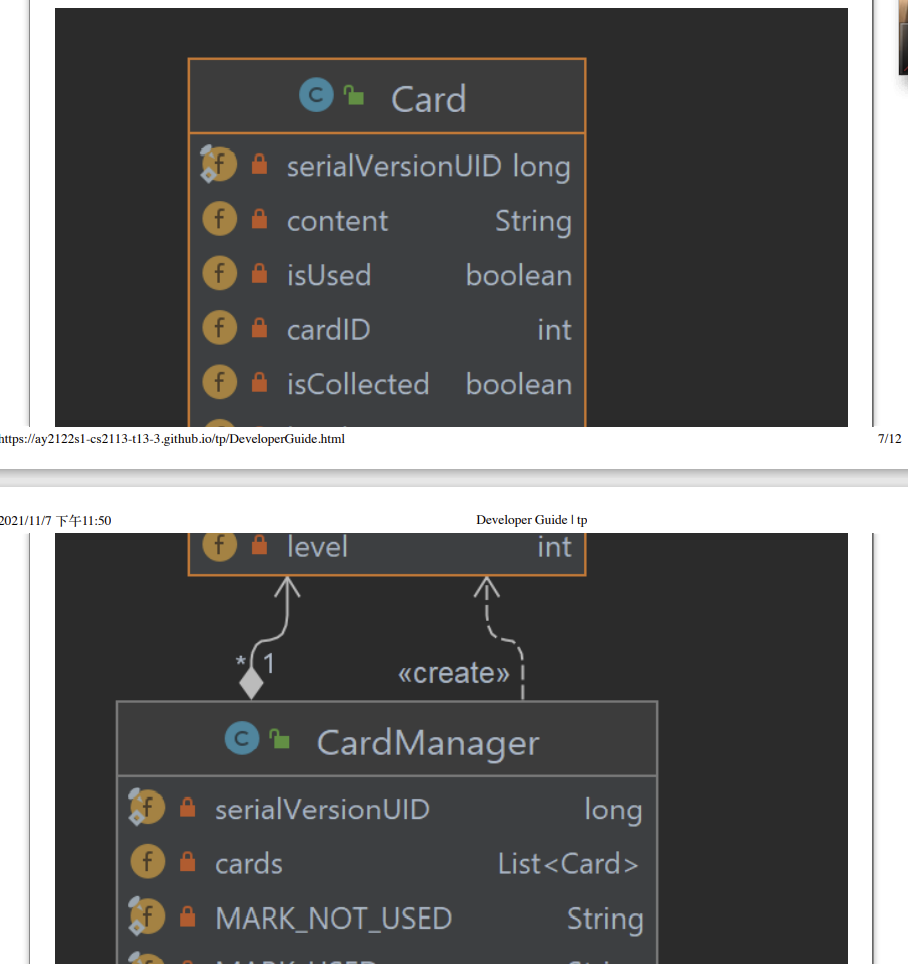 C Card
f serialVersionUID long
f content String
f isUsed boolean
f cardID int
f isCollected boolean
https://ay2122s1-cs2113-t13-3.github.io/tp/DeveloperGuide.html 7/12
2021/11/7 下午11:50 Developer Guide | tp
f level int
* 1
«create»
C CardManager
f serialVersionUID long
f cards List<Card>
f MARK_NOT_USED String